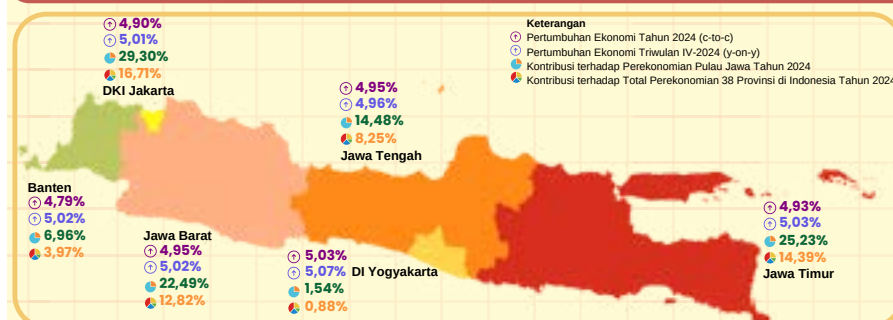 4,90%
5,01%
29,30%
16,71%
DKI Jakarta
Keterangan
Pertumbuhan Ekonomi Tahun 2024 (c-to-c)
Pertumbuhan Ekonomi Triwulan IV-2024 (y-on-y)
Kontribusi terhadap Perekonomian Pulau Jawa Tahun 2024
Kontribusi terhadap Total Perekonomian 38 Provinsi di Indonesia Tahun 2024
4,95%
4,96%
14,48%
8,25%
Jawa Tengah
Banten
4,79%
5,02%
6,96%
3,97%
Jawa Barat
4,95%
5,02%
22,49%
12,82%
5,03%
5,07%
DI Yogyakarta
1,54%
0,88%
4,93%
5,03%
25,23%
14,39%
Jawa Timur